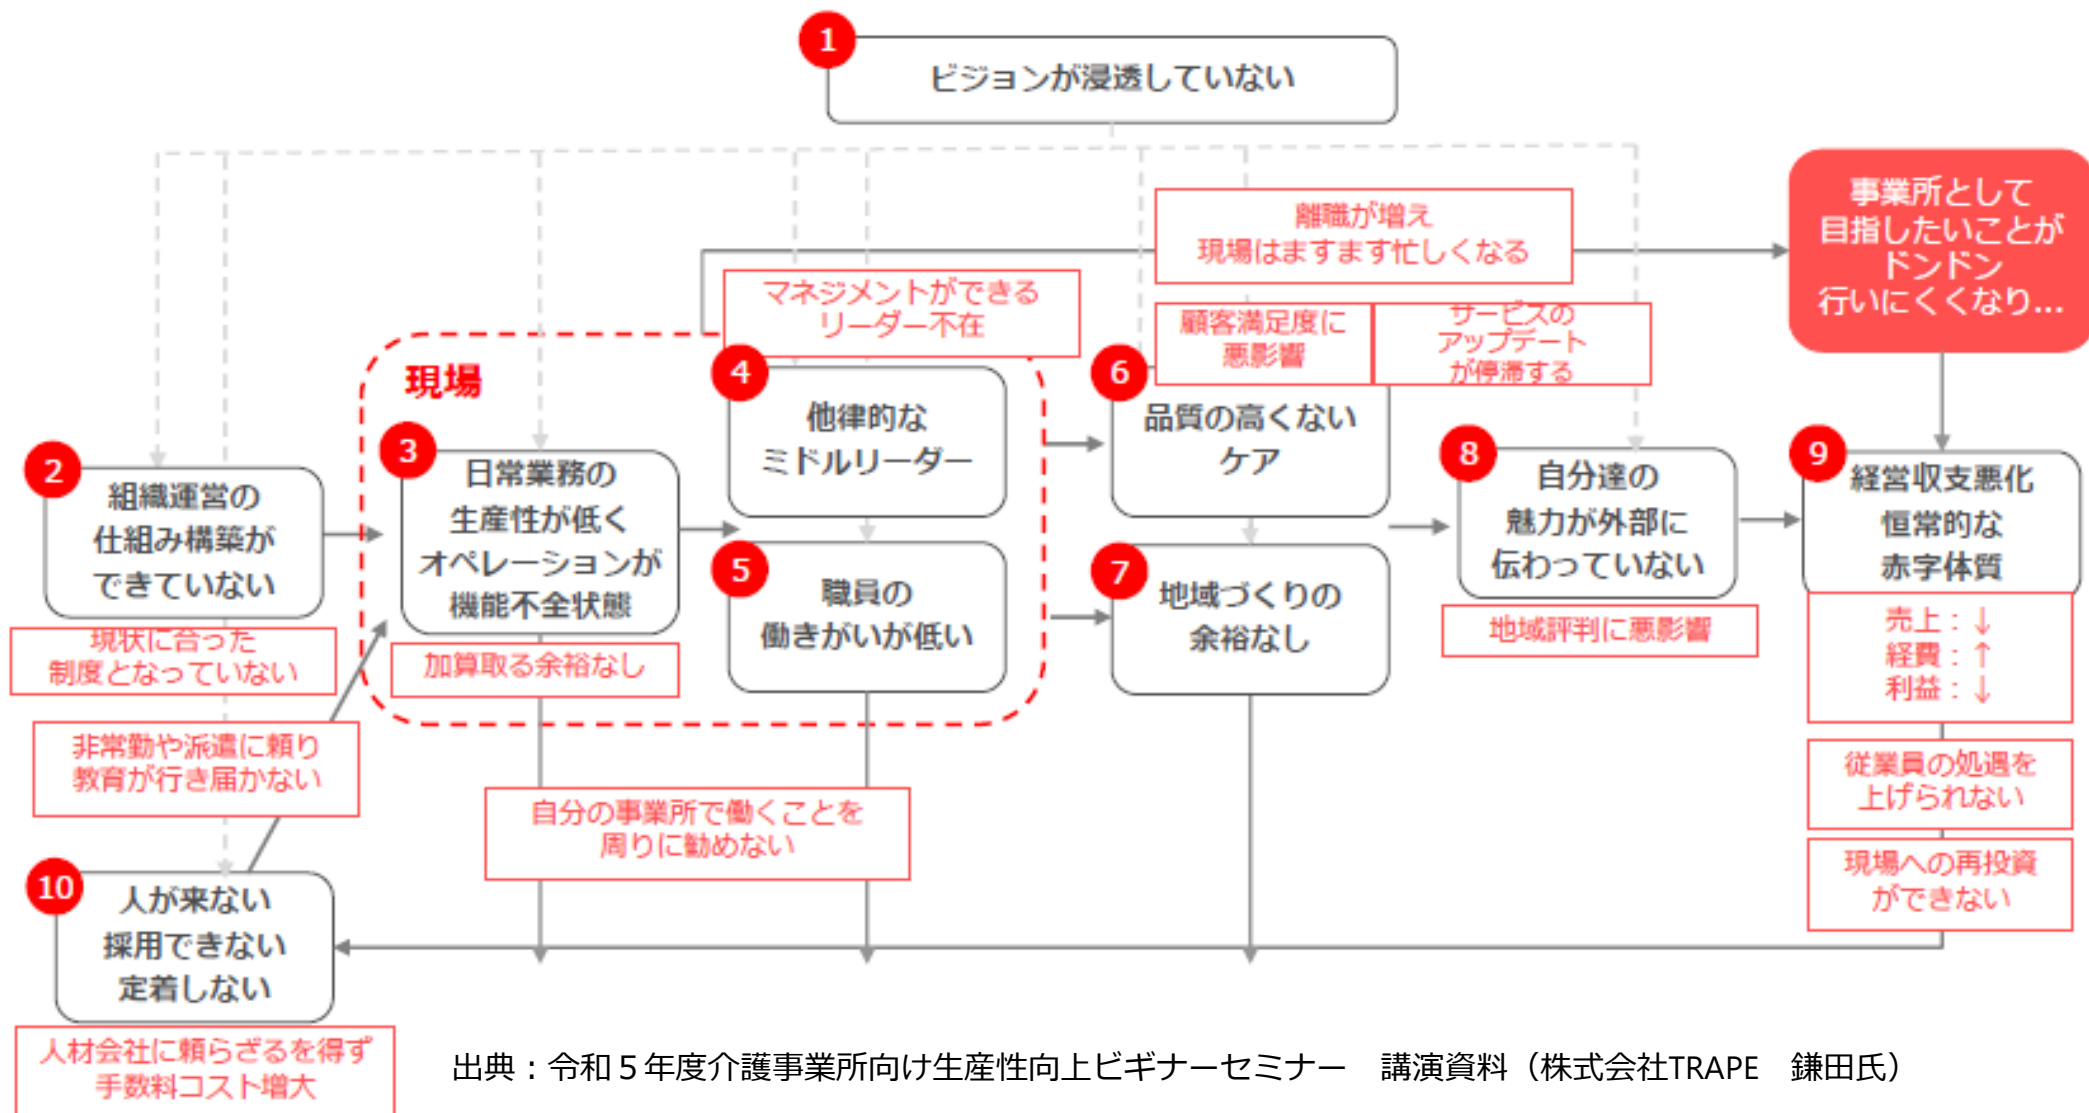 1
ビジョンが浸透していない
事業所として
目指したいことが
ドンドン
行いにくくなり...
離職が増え
現場はますます忙しくなる
マネジメントができる
リーダー不在
顧客満足度に
悪影響
サービスの
アップデート
が停滞する
現場
2
組織運営の
仕組み構築が
できていない
現状に合った
制度となっていない
3
日常業務の
生産性が低く
オペレーションが
機能不全状態
加算取る余裕なし
4
他律的な
ミドルリーダー
5
職員の
働きがいが低い
6
品質の高くない
ケア
7
地域づくりの
余裕なし
8
自分達の
魅力が外部に
伝わっていない
地域評判に悪影響
9
経営収支悪化
恒常的な
赤字体質
売上：↓
経費：↑
利益：↓
従業員の処遇を
上げられない
現場への再投資
ができない
非常勤や派遣に頼り
教育が行き届かない
自分の事業所で働くことを
周りに勧めない
10
人が来ない
採用できない
定着しない
人材会社に頼らざるを得ず
手数料コスト増大
出典：令和５年度介護事業所向け生産性向上ビギナーセミナー　講演資料（株式会社TRAPE　鎌田氏）